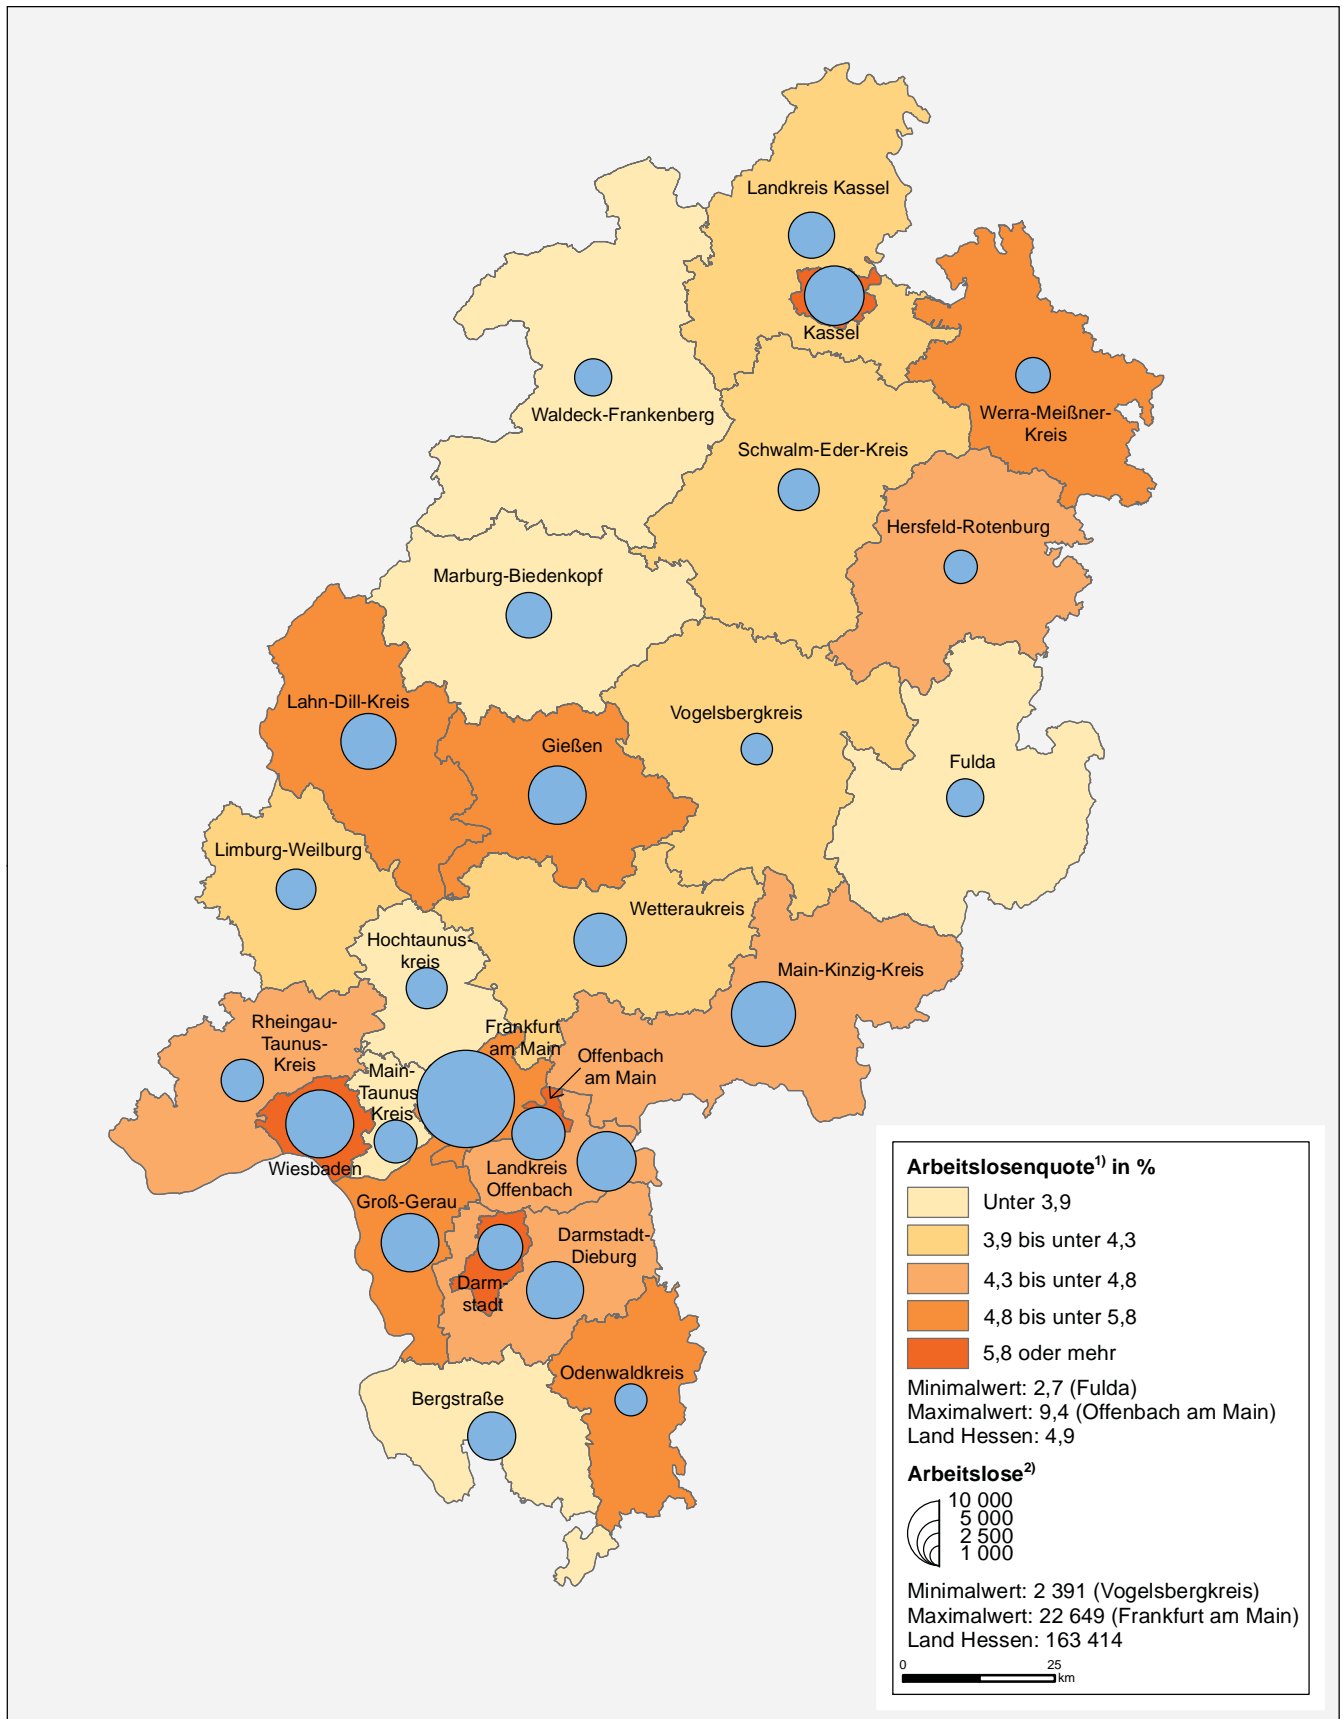 Landkreis Kassel
Kassel
Waldeck-Frankenberg
Werra-Meißner-
Kreis
Schwalm-Eder-Kreis
Hersfeld-Rotenburg
Marburg-Biedenkopf
Lahn-Dill-Kreis
Vogelsbergkreis
Gießen
Fulda
Limburg-Weilburg
Wetteraukreis
Hochtaunus-
kreis
Main-Kinzig-Kreis
Rheingau-
Taunus-
Kreis
Frankfurt
am Main
Offenbach
am Main
Main-
Taunus
Kreis
Wiesbaden
Landkreis
Offenbach
Groß-Gerau
Darmstadt-
Dieburg
Darm-
stadt
Odenwaldkreis
Bergstraße
Arbeitslosenquote1) in %
Unter 3,9
3,9 bis unter 4,3
4,3 bis unter 4,8
4,8 bis unter 5,8
5,8 oder mehr
Minimalwert: 2,7 (Fulda)
Maximalwert: 9,4 (Offenbach am Main)
Land Hessen: 4,9
Arbeitslose2)
10 000
5 000
2 500
1 000
Minimalwert: 2 391 (Vogelsbergkreis)
Maximalwert: 22 649 (Frankfurt am Main)
Land Hessen: 163 414
0 25
km